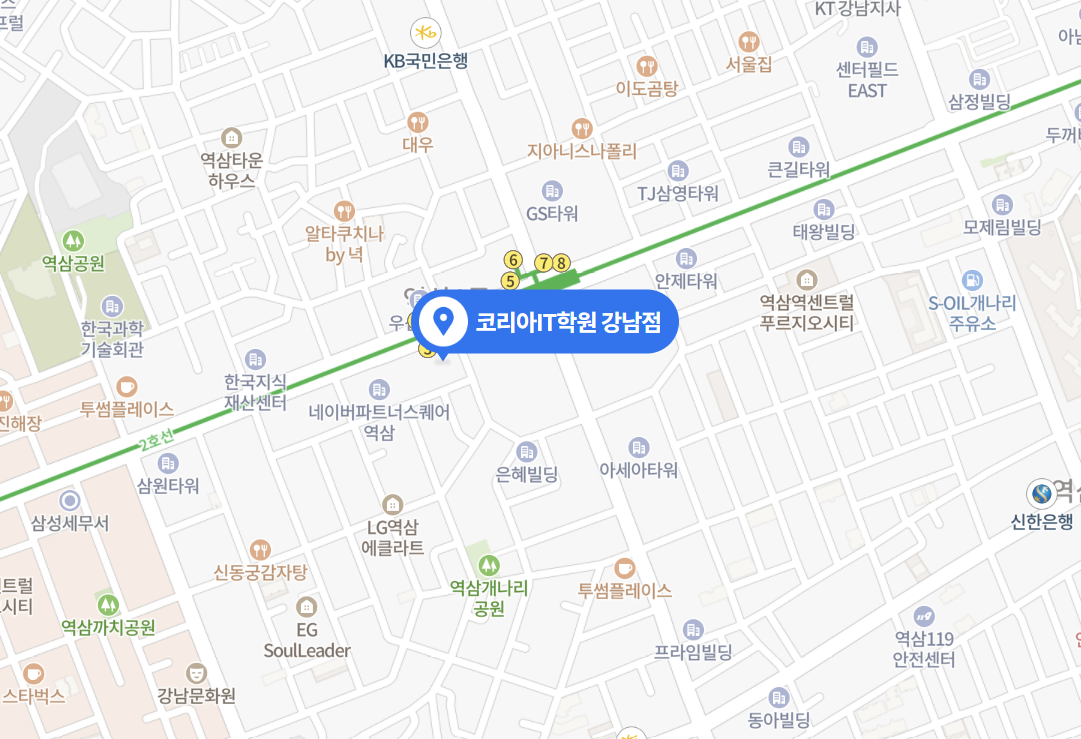 KT강남지사
KB국민은행
서울집
센터필드
EAST
이도곰탕
삼정빌딩
대우
지아니스나폴리
역삼타운
하우스
큰길타워
TJ삼영타워
GS타워
모제림빌딩
태왕빌딩
알타쿠치나
by 녁
역삼공원
6
7
8
5
안제타워
역삼역센트럴
푸르지오시티
S-OIL개나리
주유소
한국과학
기술회관
코리아IT학원 강남점
3
한국지식
재산센터
투썸플레이스
네이버파트너스퀘어
역삼
진해장
2호선
은혜빌딩
아세아타워
삼원타워
삼성세무서
신한은행
LG역삼
에클라트
신동궁감자탕
역삼개나리
공원
투썸플레이스
역삼까치공원
EG
SoulLeader
역삼119
안전센터
프라임빌딩
스타벅스
강남문화원
동아빌딩